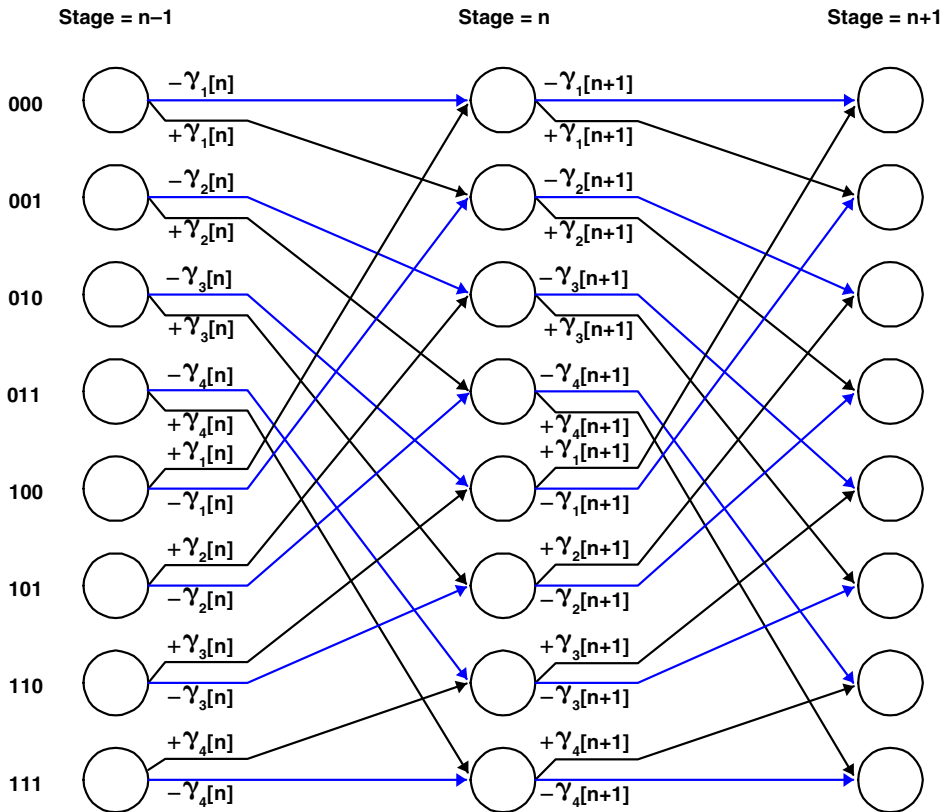 Stage = n–1 Stage = n Stage = n+1
000 −γ₁[n] −γ₁[n+1]
+γ₁[n] +γ₁[n+1]
001 −γ₂[n] −γ₂[n+1]
+γ₂[n] +γ₂[n+1]
010 −γ₃[n] −γ₃[n+1]
+γ₃[n] +γ₃[n+1]
011 −γ₄[n] −γ₄[n+1]
+γ₄[n] +γ₄[n+1]
100 +γ₁[n] +γ₁[n+1]
−γ₁[n] −γ₁[n+1]
101 +γ₂[n] +γ₂[n+1]
−γ₂[n] −γ₂[n+1]
110 +γ₃[n] +γ₃[n+1]
−γ₃[n] −γ₃[n+1]
111 +γ₄[n] +γ₄[n+1]
−γ₄[n] −γ₄[n+1]